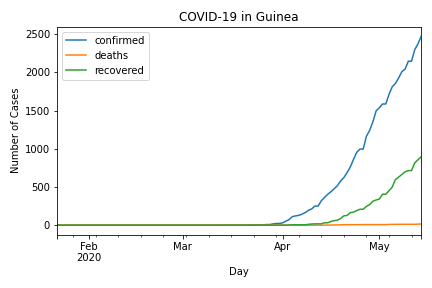 COVID-19 in Guinea
confirmed
deaths
recovered
Number of Cases
2500
2000
1500
1000
500
0
Feb
2020
Mar
Apr
May
Day